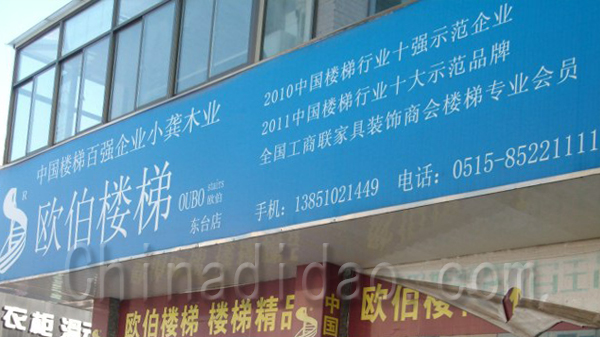 中国楼梯百强企业小龚木业
欧伯楼梯
OUBO stairs 欧伯
东台店
R
2010中国楼梯行业十强示范企业
2011中国楼梯行业十大示范品牌
全国工商联家具装饰商会楼梯专业会员
手机：13851021449 电话：0515-85221111
Chinadidao.com
衣柜
欧伯楼梯 楼梯精品
中国
欧伯楼